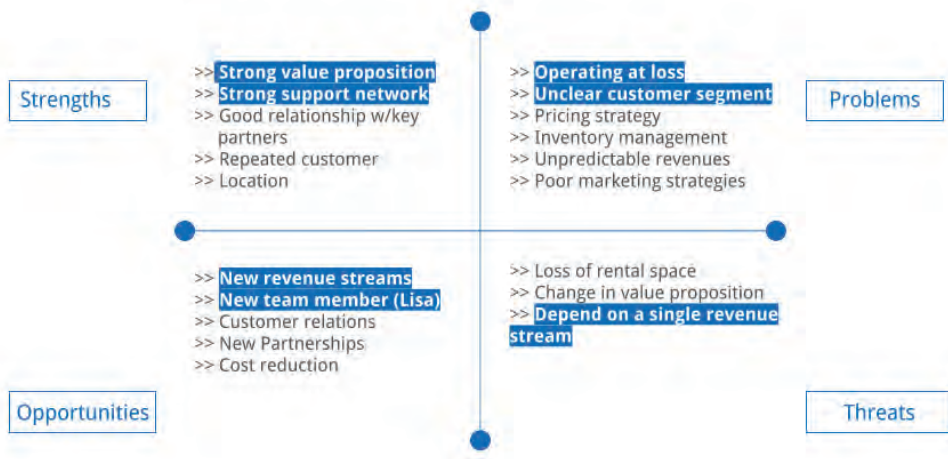 Strengths
>> Strong value proposition
>> Strong support network
>> Good relationship w/key
partners
>> Repeated customer
>> Location
>> Operating at loss
>> Unclear customer segment
>> Pricing strategy
>> Inventory management
>> Unpredictable revenues
>> Poor marketing strategies
Problems
>> New revenue streams
>> New team member (Lisa)
>> Customer relations
>> New Partnerships
>> Cost reduction
Opportunities
>> Loss of rental space
>> Change in value proposition
>> Depend on a single revenue
stream
Threats